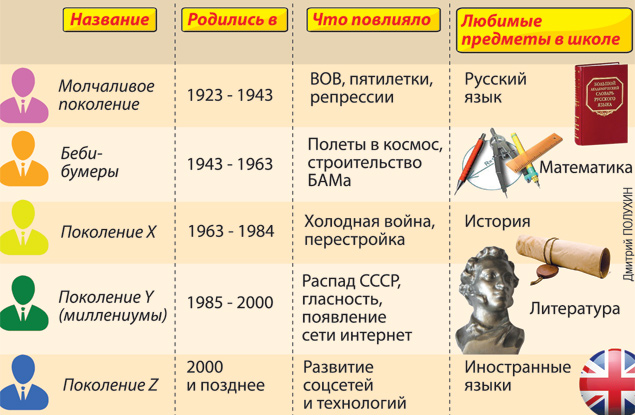 Название
Родились в
Что повлияло
Любимые
предметы в школе
Молчаливое
поколение
1923 - 1943
ВОВ, пятилетки,
репрессии
Русский
язык
Беби-
бумеры
1943 - 1963
Полеты в космос,
строительство
БАМа
Математика
Поколение X
1963 - 1984
Холодная война,
перестройка
История
Поколение Y
(миллениумы)
1985 - 2000
Распад СССР,
гласность,
появление
сети интернет
Литература
Поколение Z
2000
и позднее
Развитие
соцсетей
и технологий
Иностранные
языки
Дмитрий ПОЛУХИН